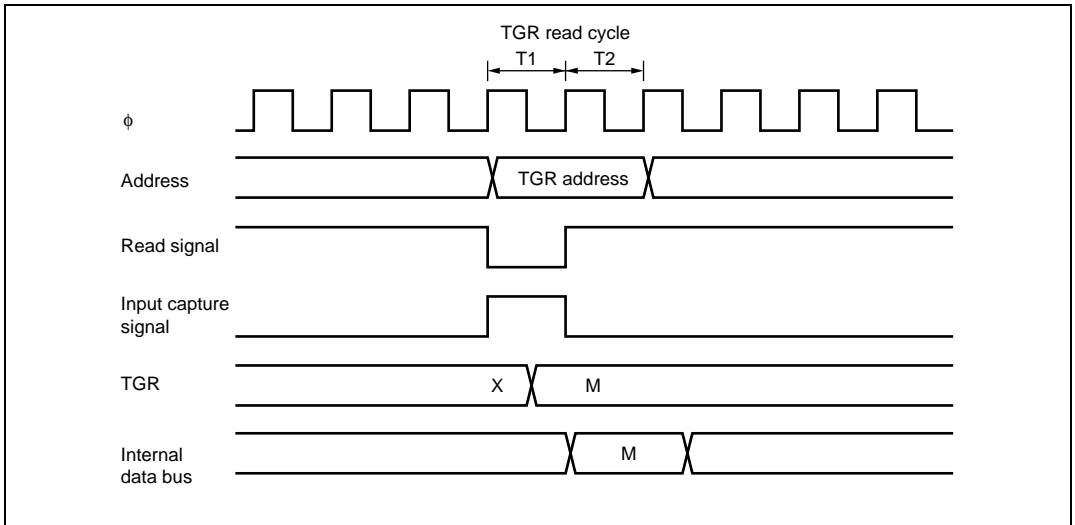 TGR read cycle
T1 T2
ϕ
Address
TGR address
Read signal
Input capture
signal
TGR
X M
Internal
data bus
M